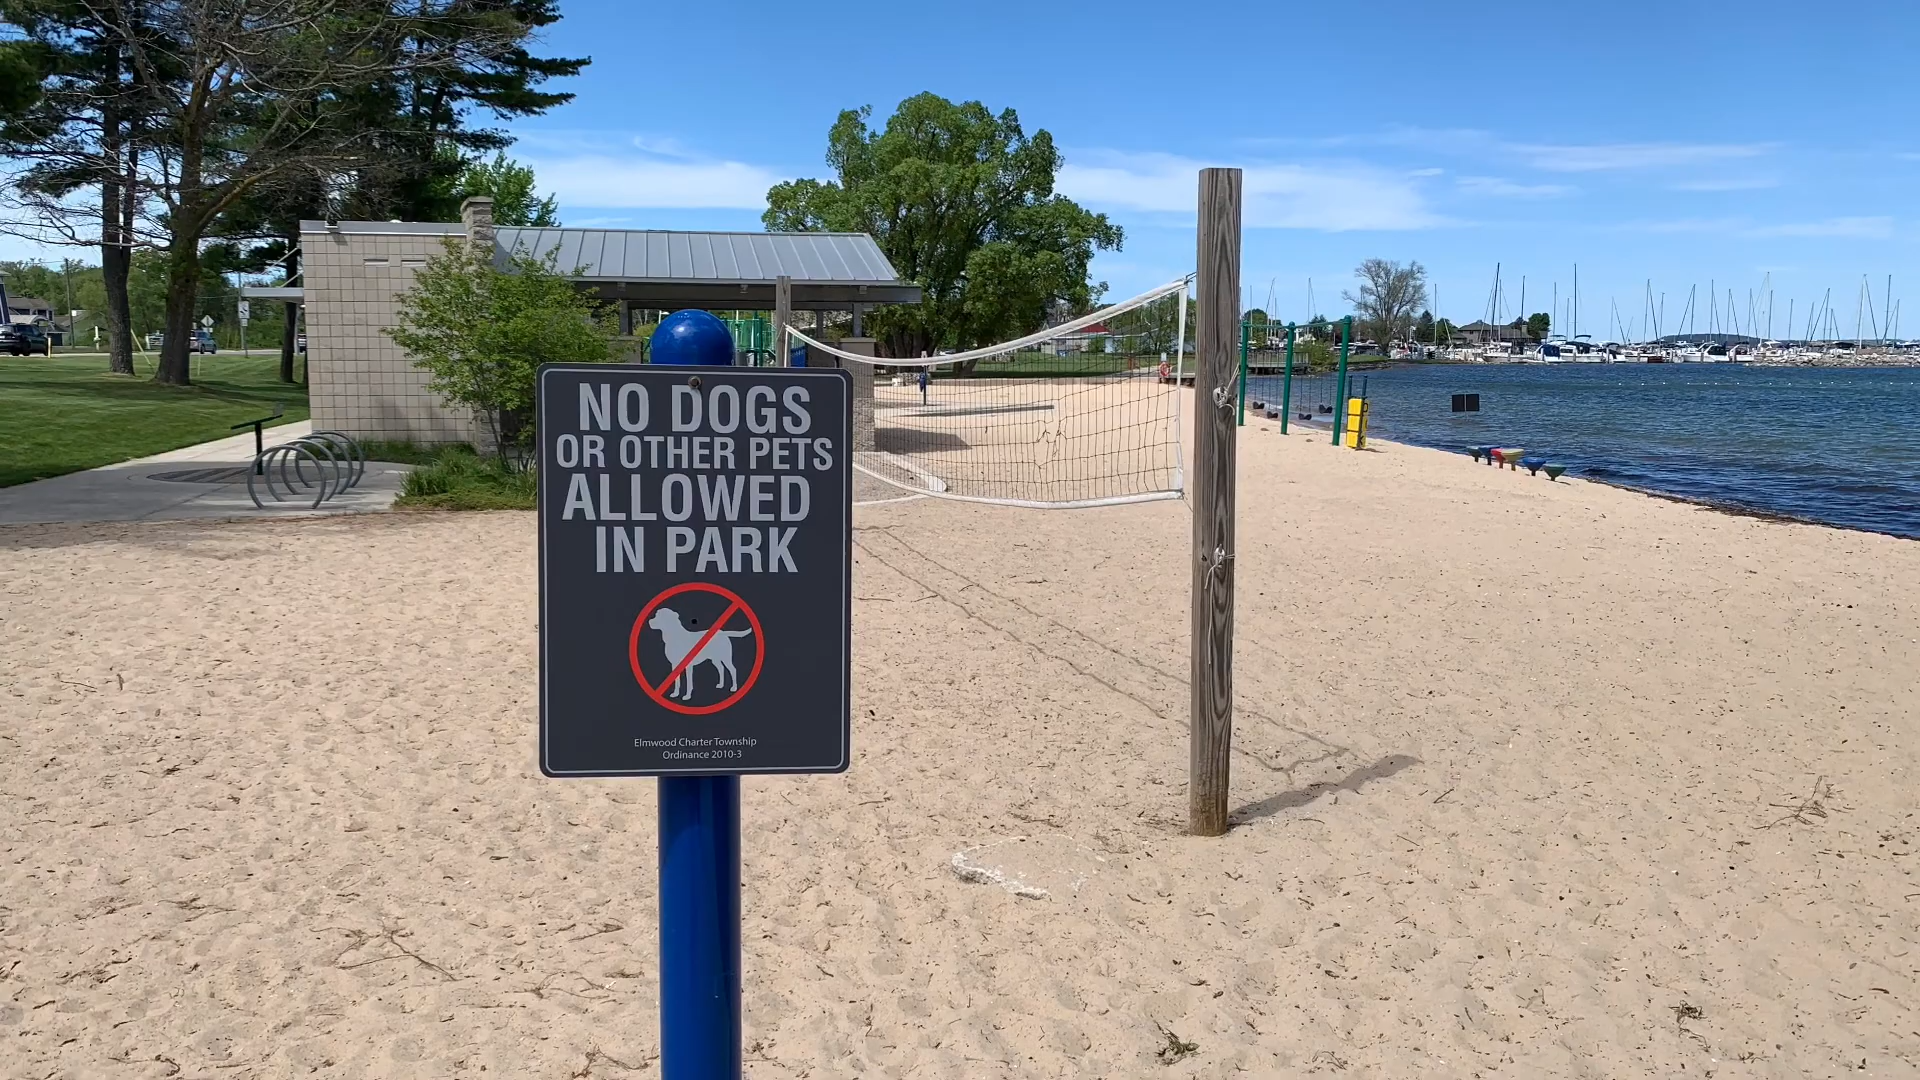 NO DOGS
OR OTHER PETS
ALLOWED
IN PARK
Elmwood Charter Township
Ordinance 2010-3